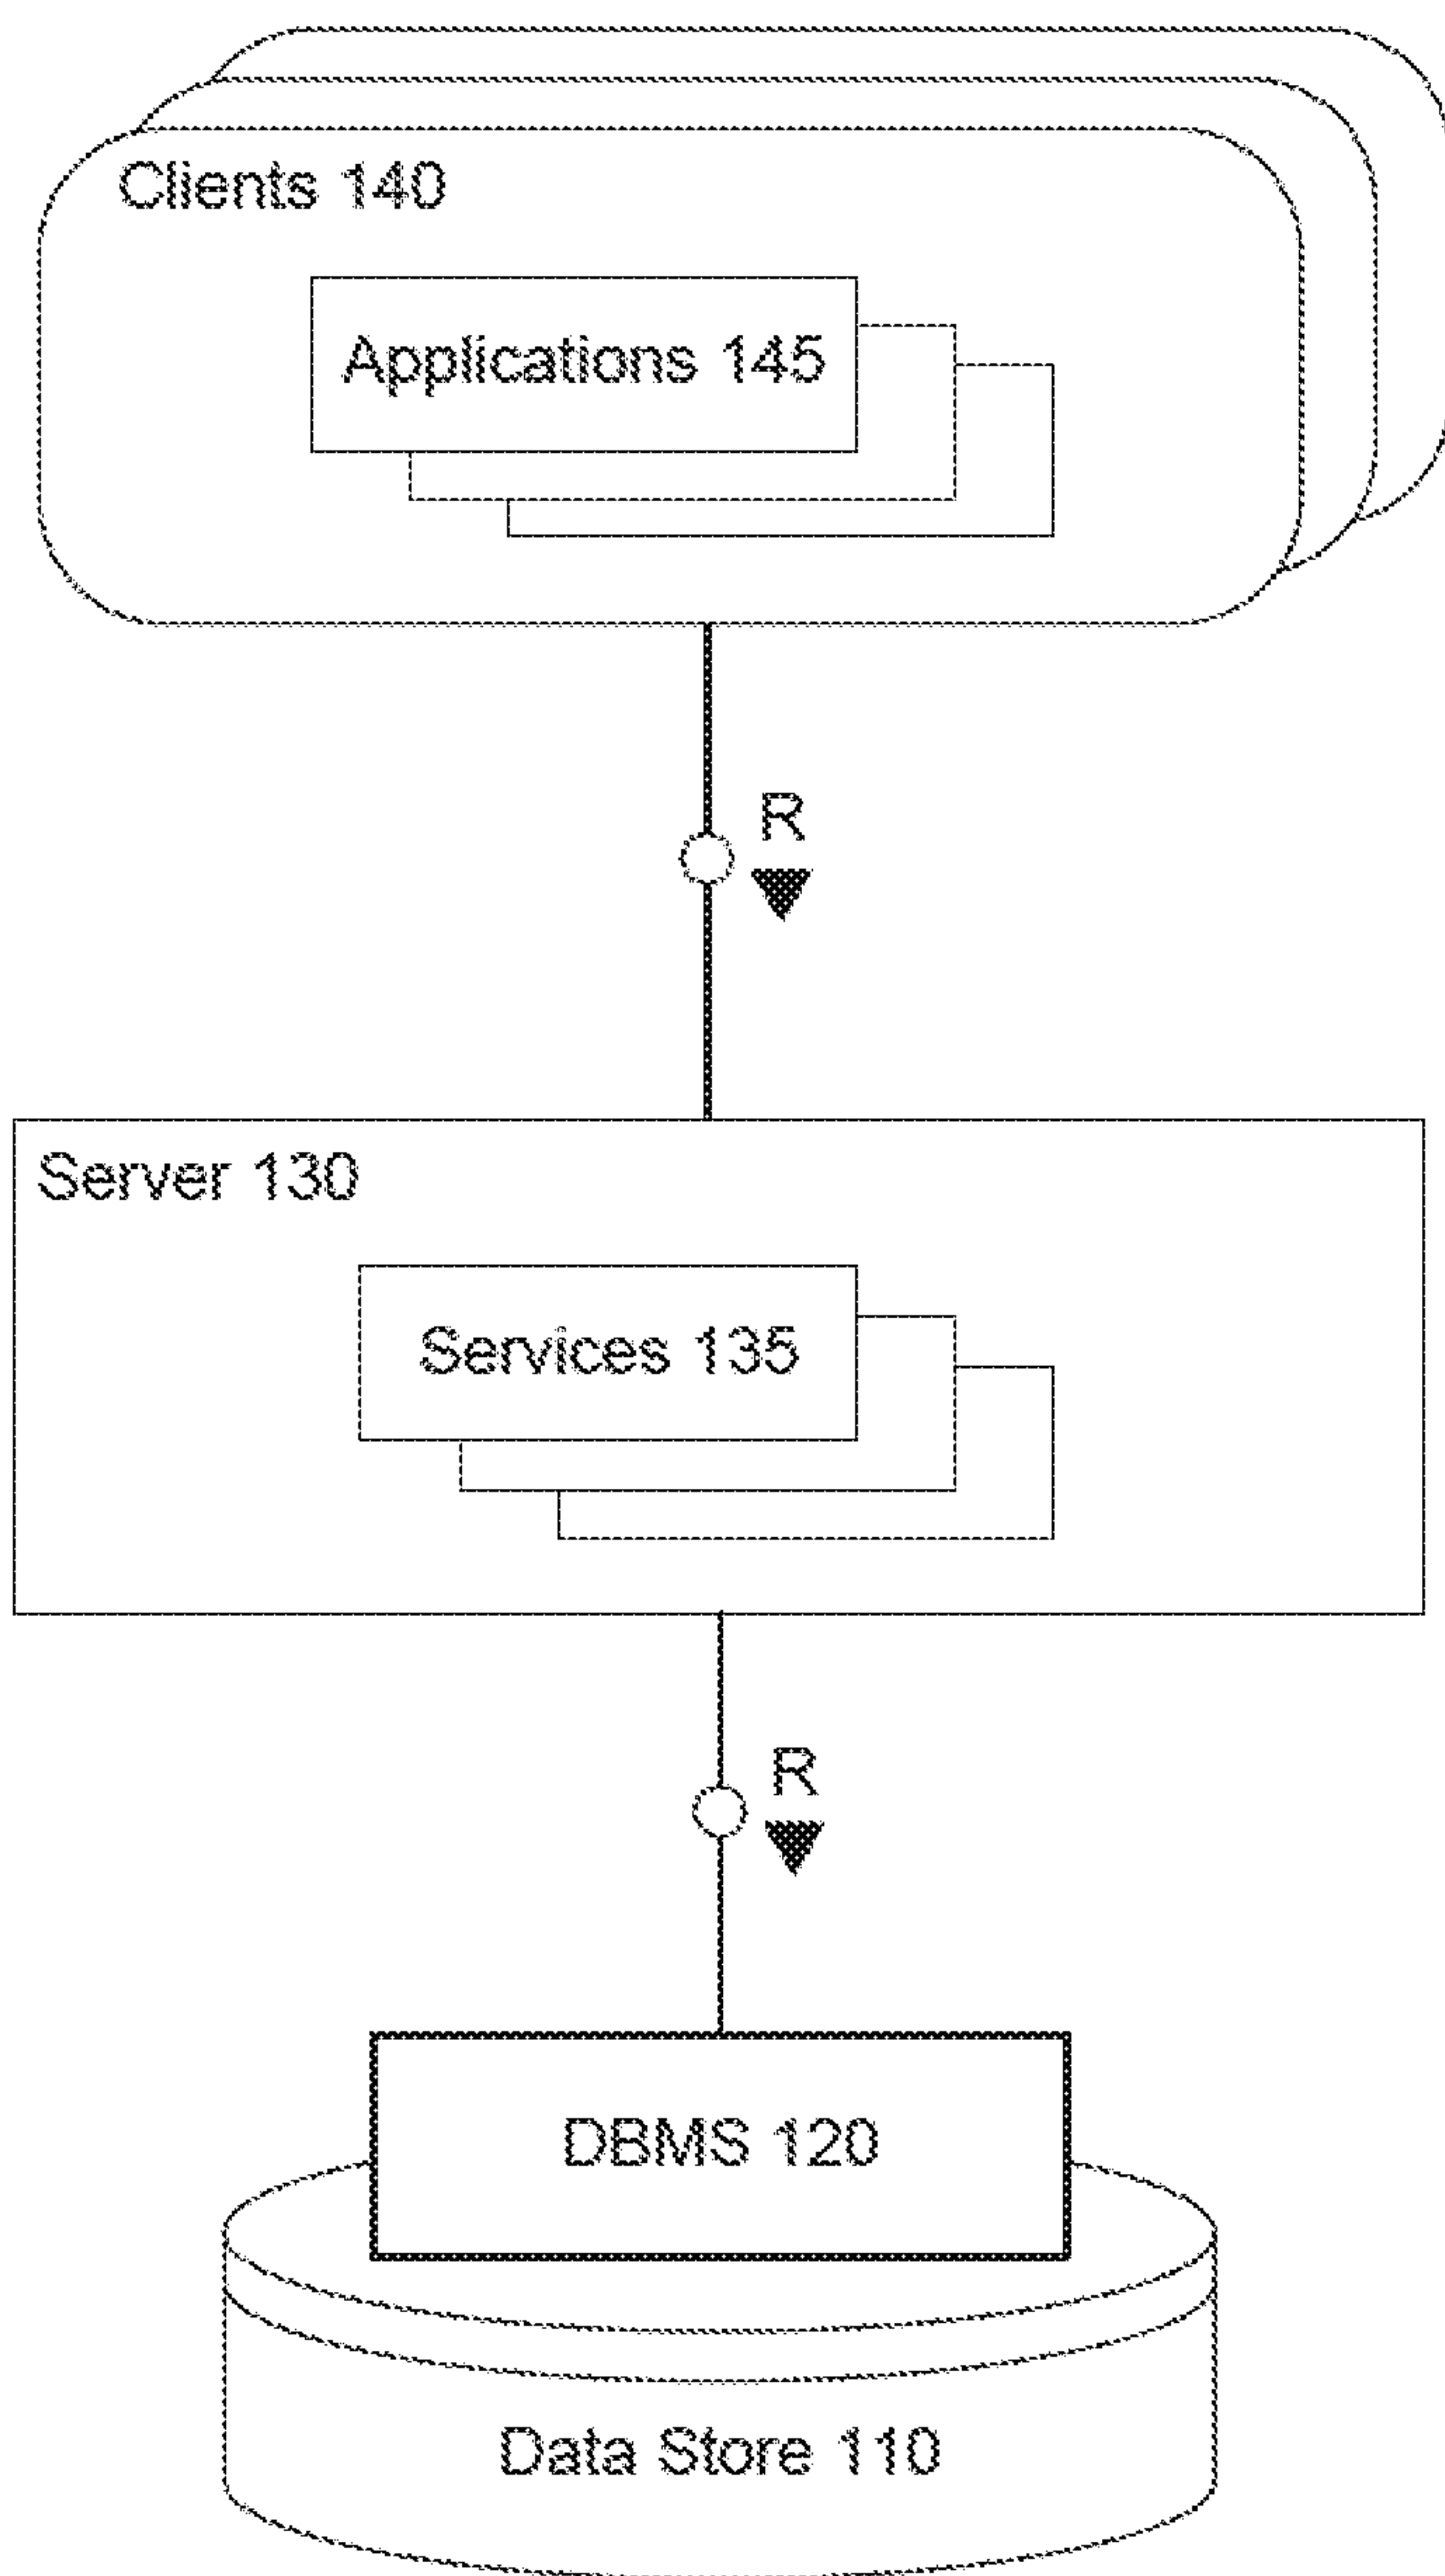 Clients 140
Applications 145
R
Server 130
Services 135
R
DBMS 120
Data Store 110